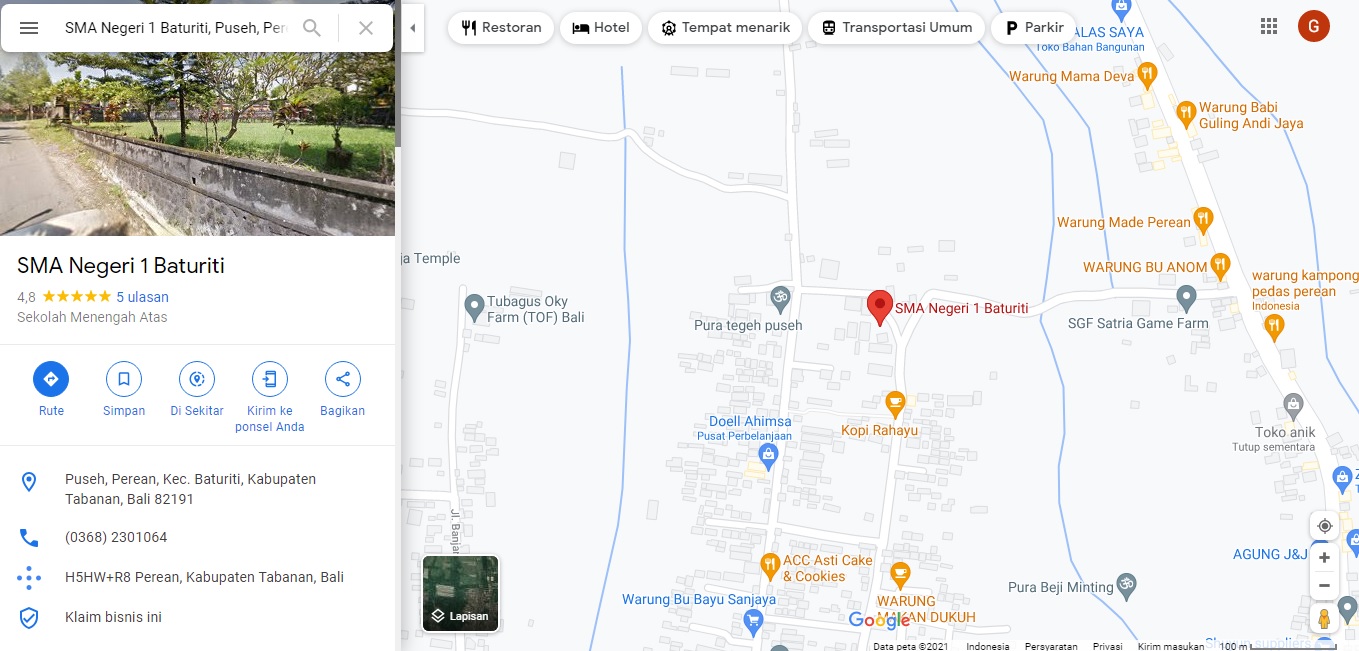 SMA Negeri 1 Baturiti, Puseh, Per
Restoran
Hotel
Tempat menarik
Transportasi Umum
Parkir
G
SMA Negeri 1 Baturiti
4,8
5 ulasan
Sekolah Menengah Atas
Rute
Simpan
Di Sekitar
Kirim ke
ponsel Anda
Bagikan
Puseh, Perean, Kec. Baturiti, Kabupaten
Tabanan, Bali 82191
(0368) 2301064
H5HW+R8 Perean, Kabupaten Tabanan, Bali
Klaim bisnis ini
ALAS SAYA
Toko Bahan Bangunan
Warung Mama Deva
Warung Babi
Guling Andi Jaya
Warung Made Perean
WARUNG BU ANOM
warung kampong
pedas perean
Indonesia
ja Temple
Tubagus Oky
Farm (TOF) Bali
Pura tegeh puseh
SMA Negeri 1 Baturiti
SGF Satria Game Farm
Doell Ahimsa
Pusat Perbelanjaan
Kopi Rahayu
Toko anik
Tutup sementara
Jl. Banjar
AGUNG J&J
ACC Asti Cake
& Cookies
Pura Beji Minting
Warung Bu Bayu Sanjaya
WARUNG
MAKAN DUKUH
Lapisan
Google
Data peta ©2021
Indonesia
Persyaratan
Privasi
Kirim masukan
100 m